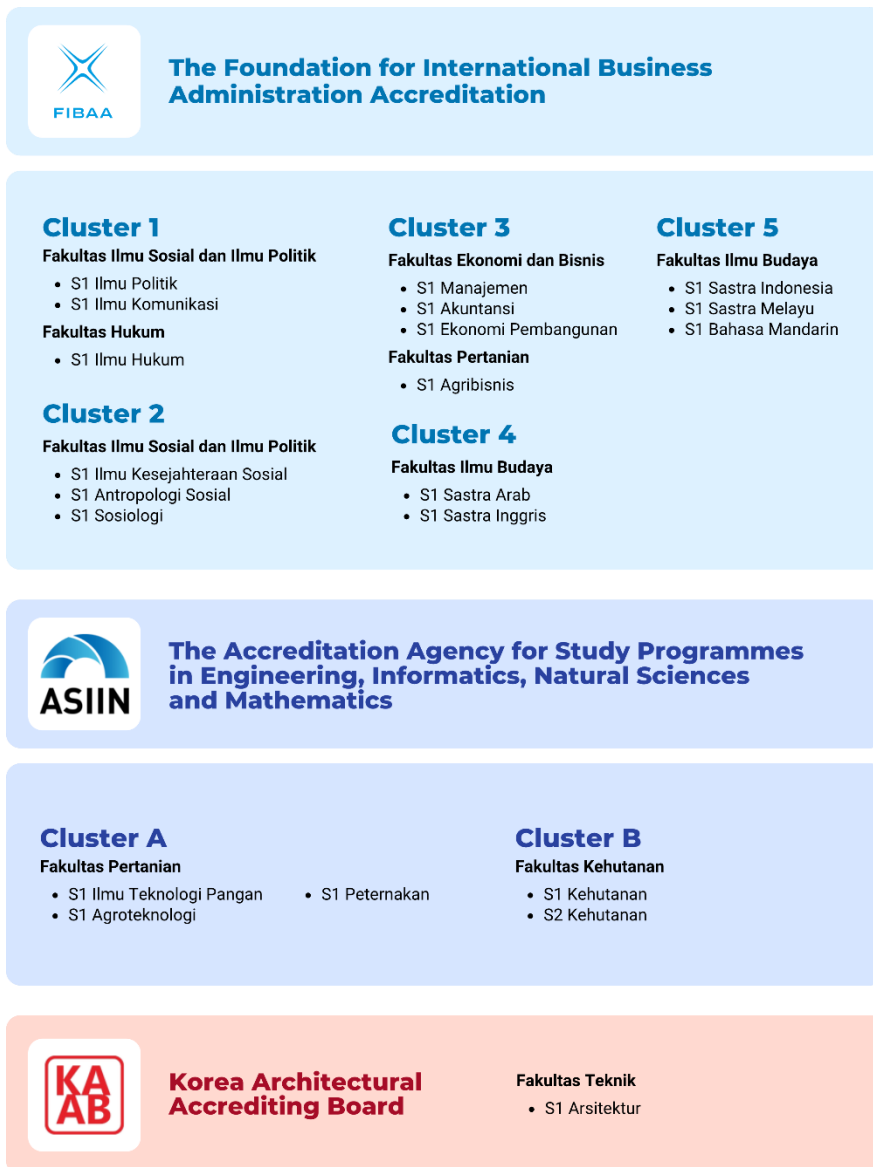 FIBAA
The Foundation for International Business
Administration Accreditation
Cluster 1
Fakultas Ilmu Sosial dan Ilmu Politik
• S1 Ilmu Politik
• S1 Ilmu Komunikasi
Fakultas Hukum
• S1 Ilmu Hukum
Cluster 2
Fakultas Ilmu Sosial dan Ilmu Politik
• S1 Ilmu Kesejahteraan Sosial
• S1 Antropologi Sosial
• S1 Sosiologi
Cluster 3
Fakultas Ekonomi dan Bisnis
• S1 Manajemen
• S1 Akuntansi
• S1 Ekonomi Pembangunan
Fakultas Pertanian
• S1 Agribisnis
Cluster 4
Fakultas Ilmu Budaya
• S1 Sastra Arab
• S1 Sastra Inggris
Cluster 5
Fakultas Ilmu Budaya
• S1 Sastra Indonesia
• S1 Sastra Melayu
• S1 Bahasa Mandarin
ASIIN
The Accreditation Agency for Study Programmes
in Engineering, Informatics, Natural Sciences
and Mathematics
Cluster A
Fakultas Pertanian
• S1 Ilmu Teknologi Pangan
• S1 Agroteknologi
• S1 Peternakan
Cluster B
Fakultas Kehutanan
• S1 Kehutanan
• S2 Kehutanan
KA
AB
Korea Architectural
Accrediting Board
Fakultas Teknik
• S1 Arsitektur